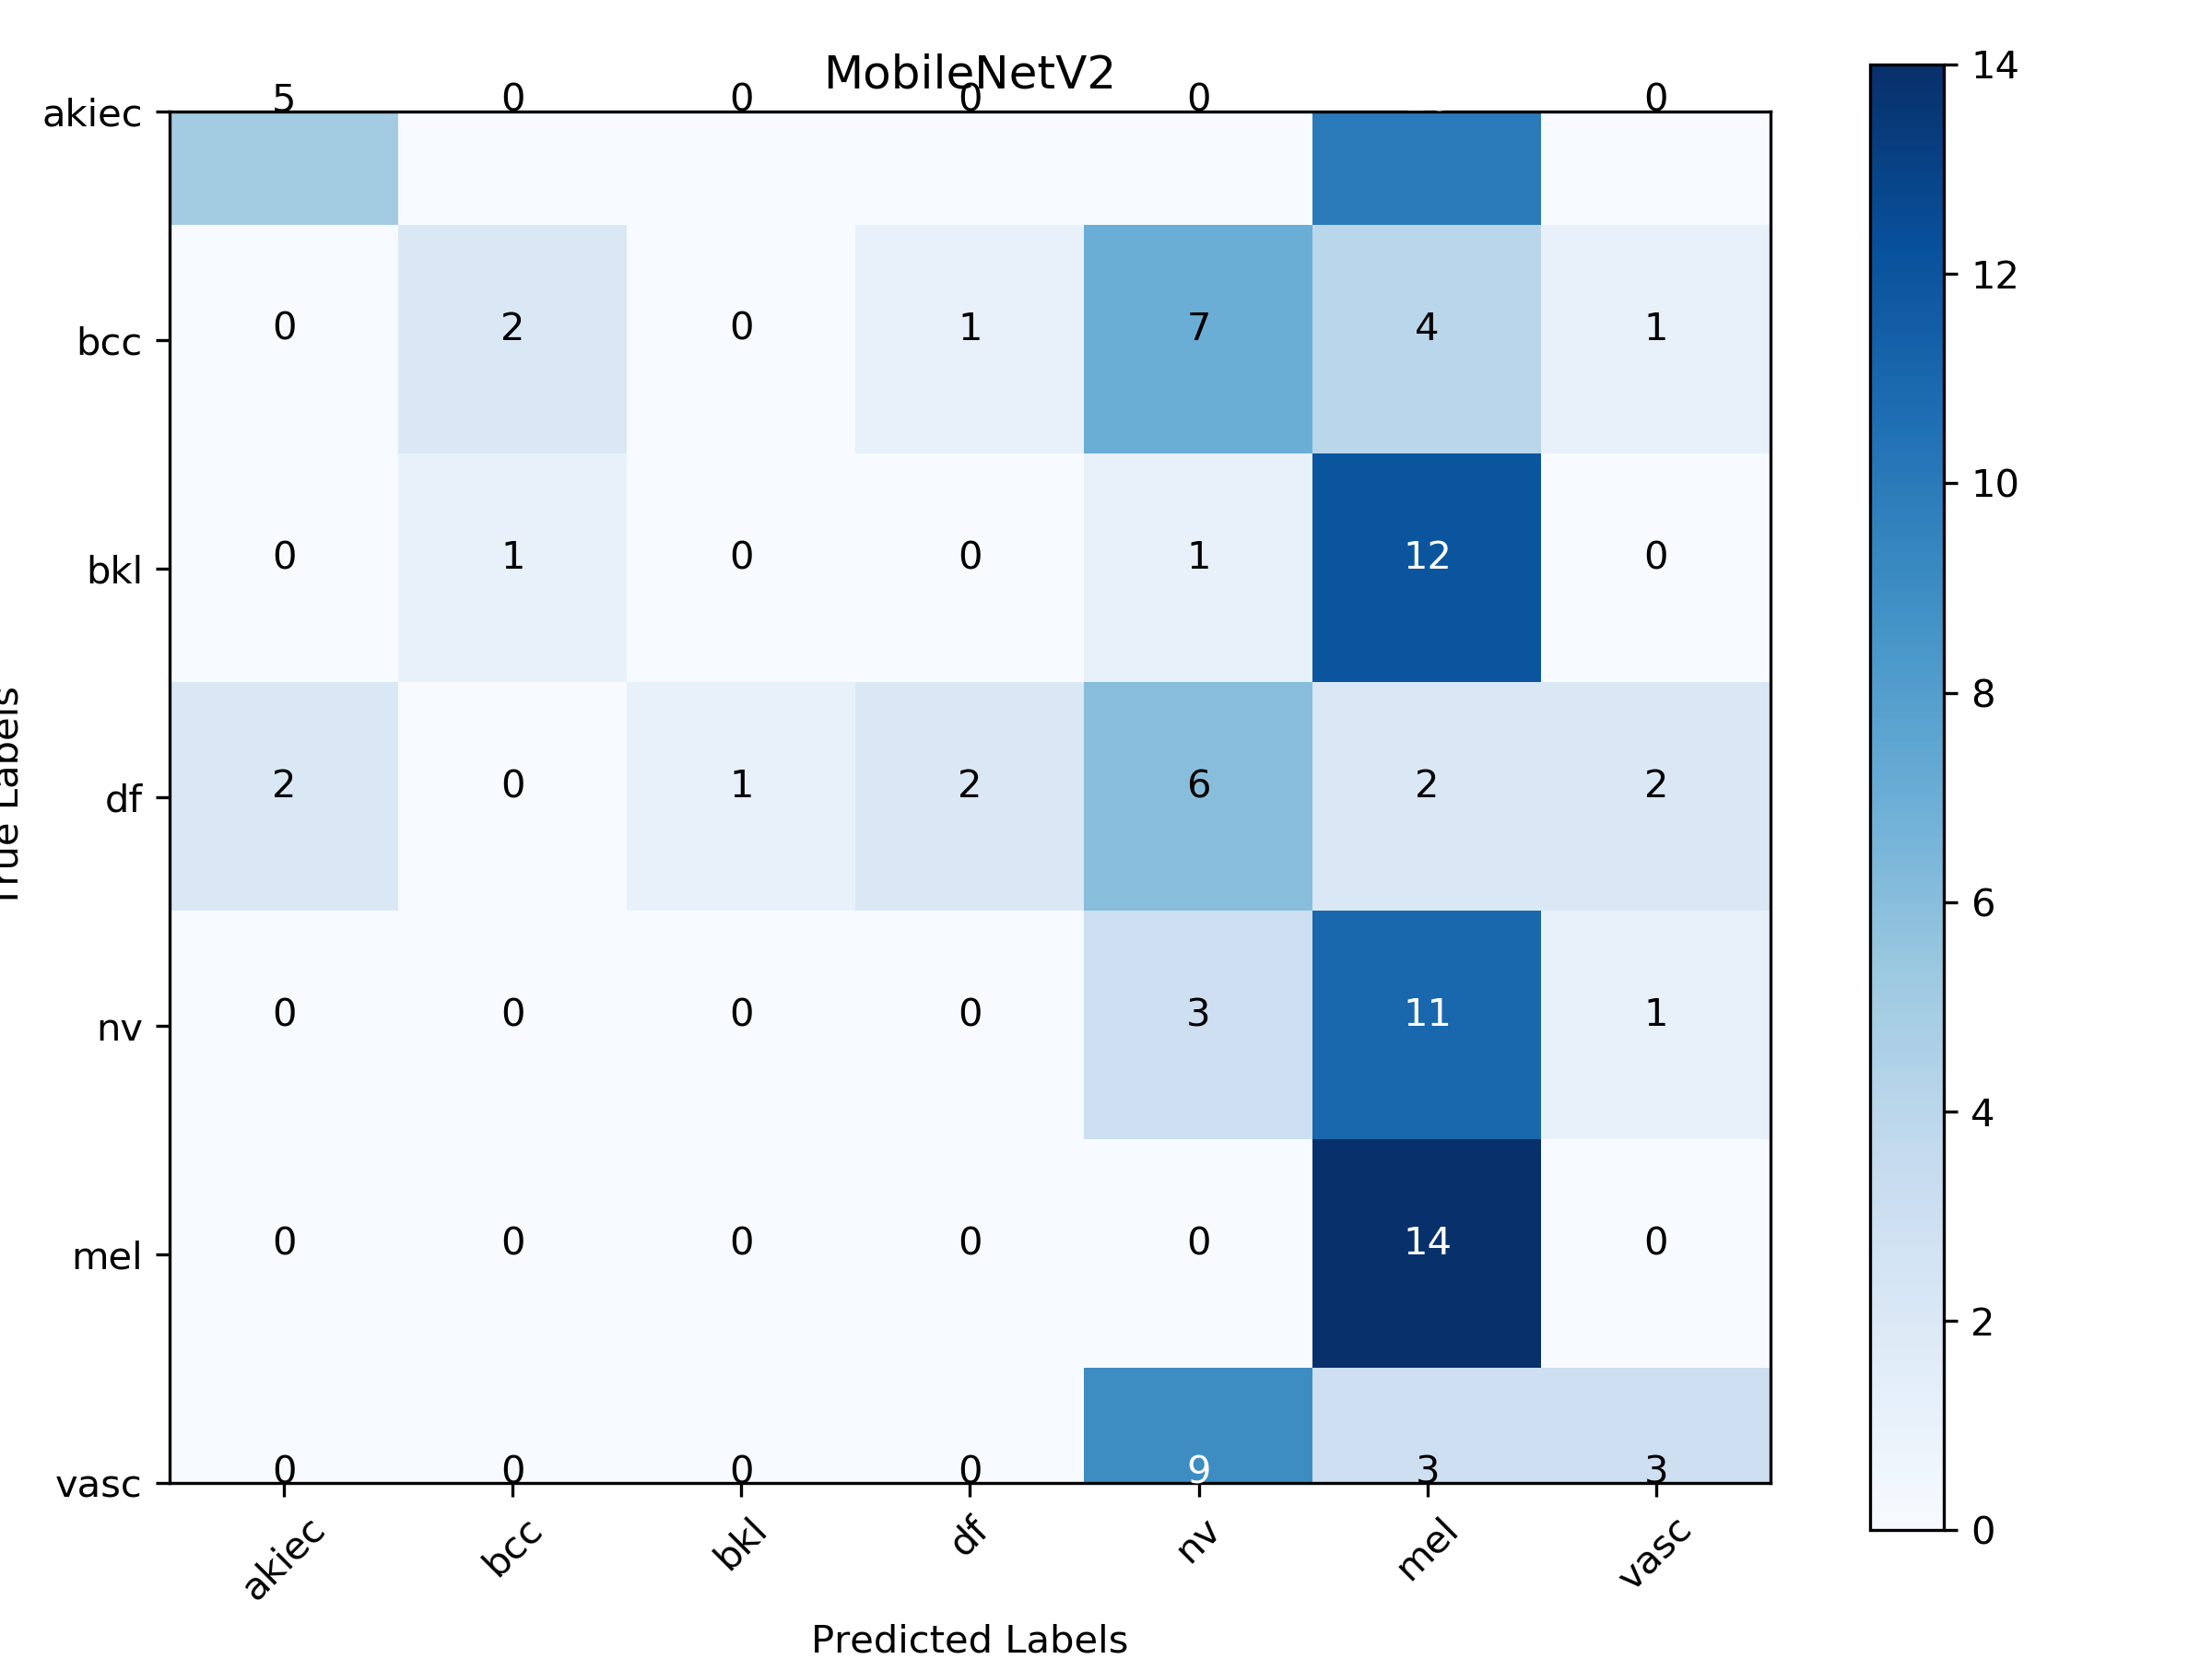 MobileNetV2
akiec 5 0 0 0 0 0
bcc 0 2 0 1 7 4 1
bkl 0 1 0 0 1 12 0
df 2 0 1 2 6 2 2
nv 0 0 0 0 3 11 1
mel 0 0 0 0 0 14 0
vasc 0 0 0 0 9 3 3
akiec bcc bkl df nv mel vasc
Predicted Labels
True Labels
14
12
10
8
6
4
2
0